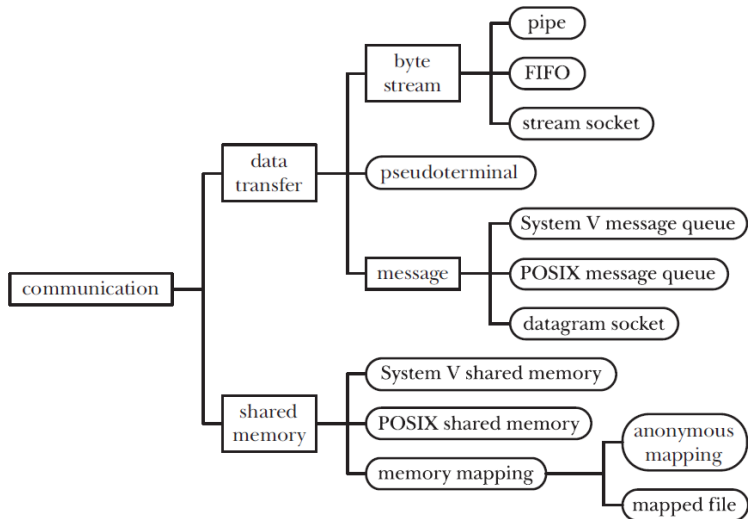 pipe
byte
stream
FIFO
stream socket
data
transfer
pseudoterminal
System V message queue
message
POSIX message queue
communication
datagram socket
System V shared memory
shared
memory
POSIX shared memory
anonymous
mapping
memory mapping
mapped file